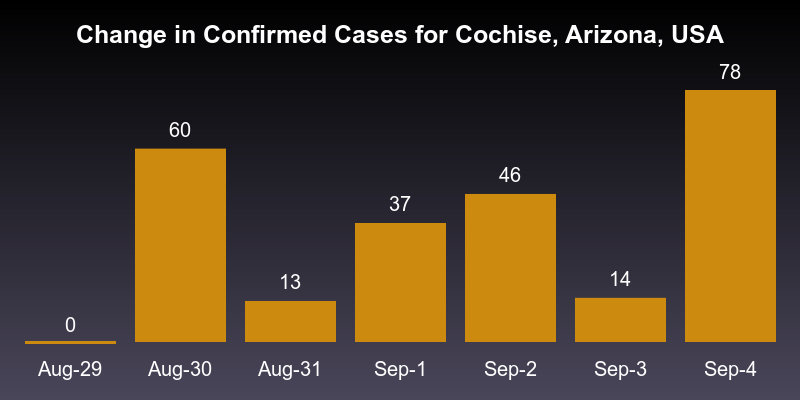 Change in Confirmed Cases for Cochise, Arizona, USA
0
60
13
37
46
14
78
Aug-29
Aug-30
Aug-31
Sep-1
Sep-2
Sep-3
Sep-4